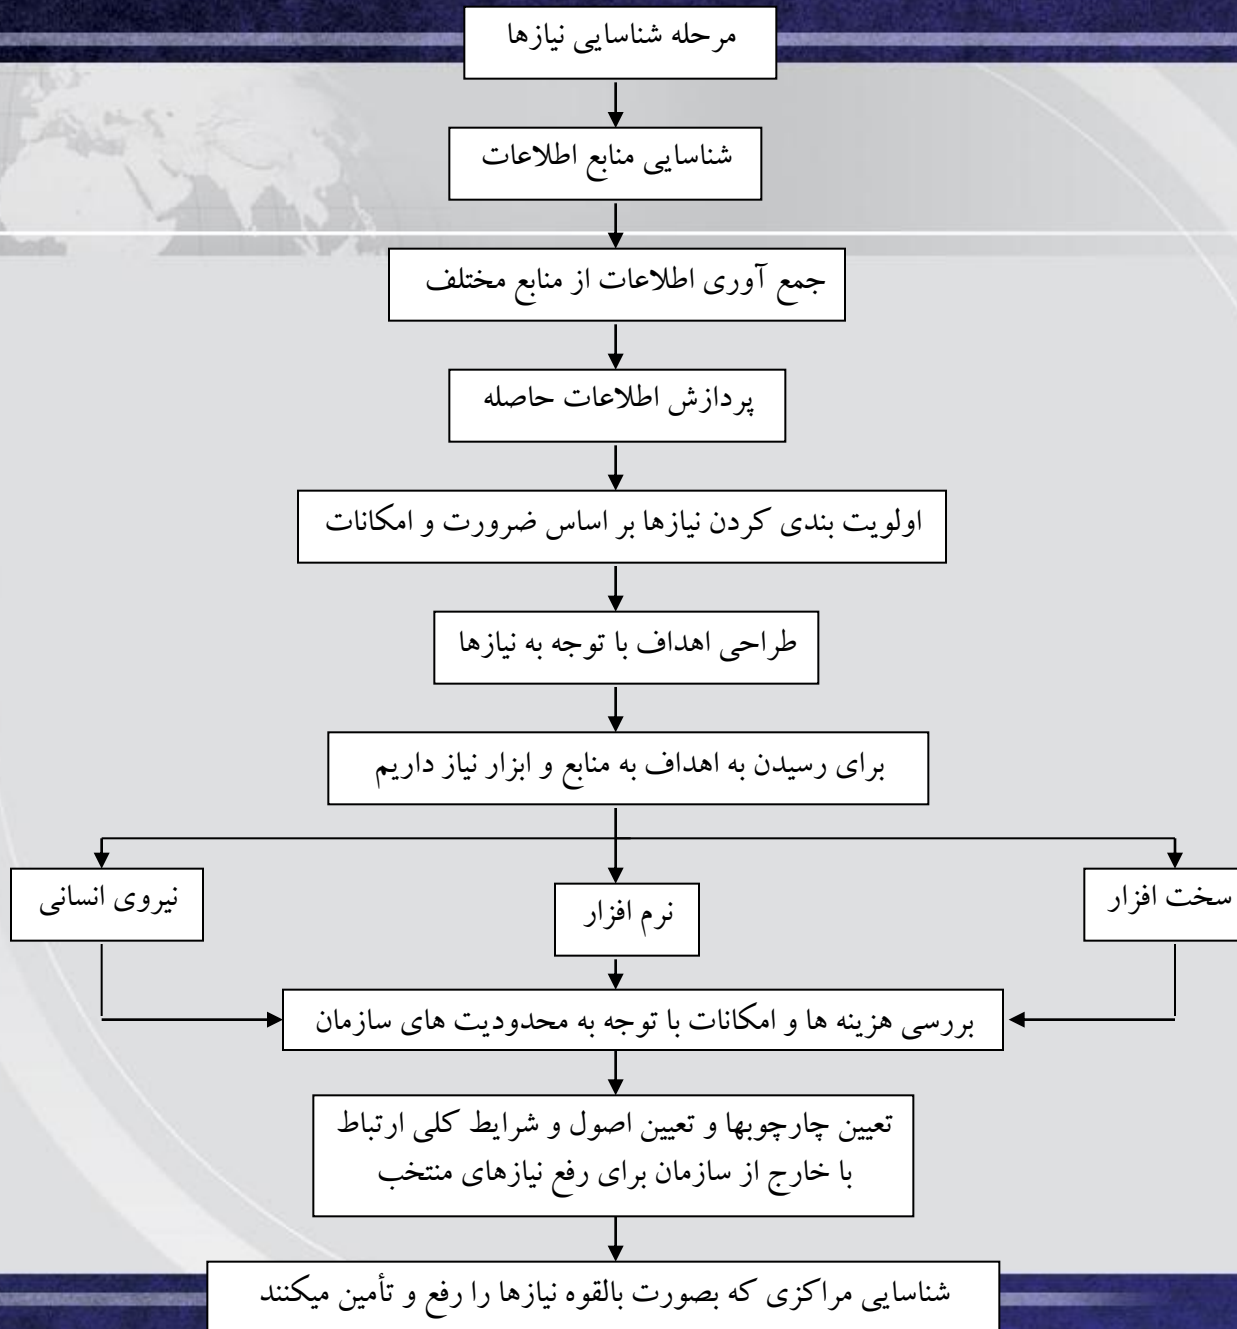 مرحله شناسایی نیازها
شناسایی منابع اطلاعات
جمع آوری اطلاعات از منابع مختلف
پردازش اطلاعات حاصله
اولویت بندی کردن نیازها بر اساس ضرورت و امکانات
طراحی اهداف با توجه به نیازها
برای رسیدن به اهداف به منابع و ابزار نیاز داریم
سخت افزار
نرم افزار
نیروی انسانی
بررسی هزینه ها و امکانات با توجه به محدودیت های سازمان
تعیین چارچوبها و تعیین اصول و شرایط کلی ارتباط
با خارج از سازمان برای رفع نیازهای منتخب
شناسایی مراکزی که بصورت بالقوه نیازها را رفع و تأمین میکنند